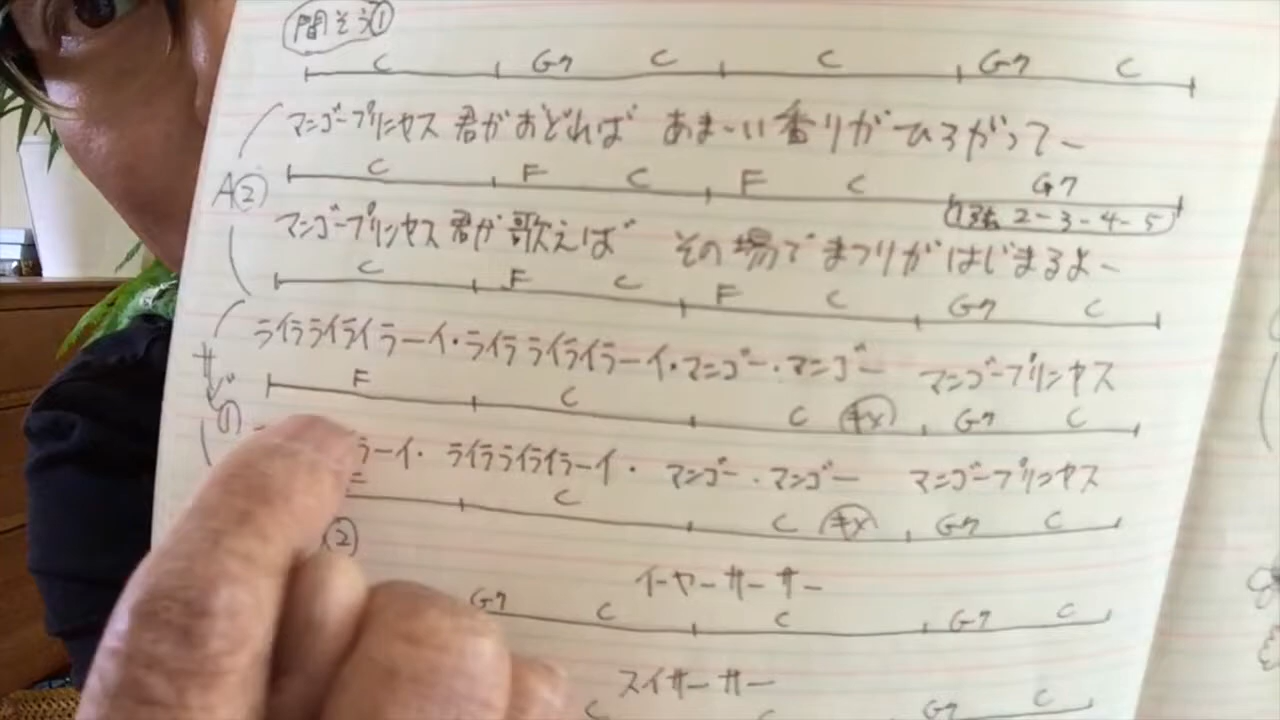 間そう①
C G7 C C G7 C
マンゴープリンセス 君がおどれば あまーい香りがひろがってー
A②
C F C F C G7
1弦 2-3-4-5
マンゴープリンセス 君が歌えば その場でまつりがはじまるよー
C F C F C G7 C
サビ①
ライラライライラーイ・ライラライライラーイ・マンゴー・マンゴー マンゴープリンセス
F C C キメ G7 C
ラーイ・ ライラライライラーイ・ マンゴー・マンゴー マンゴープリンセス
C C キメ G7 C
②
イーヤーサーサー
G7 C C G7 C
スイサーサー
C C G7 C